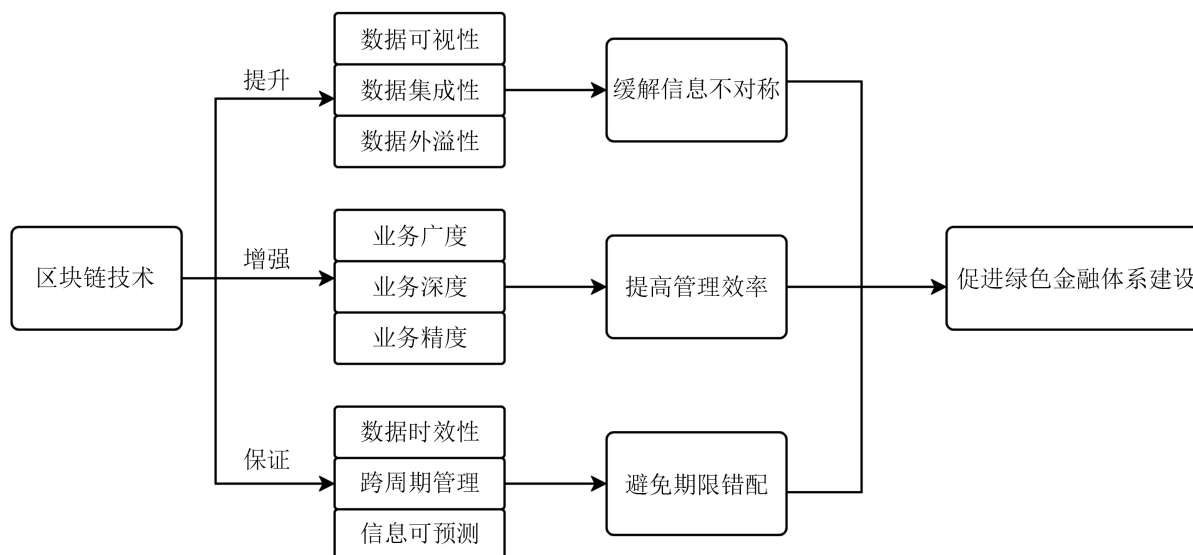 区块链技术
提升
数据可视性
数据集成性
数据外溢性
缓解信息不对称
增强
业务广度
业务深度
业务精度
提高管理效率
保证
数据时效性
跨周期管理
信息可预测
避免期限错配
促进绿色金融体系建设